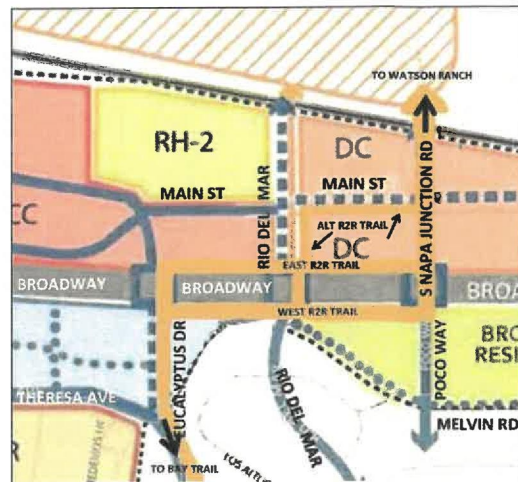 TO WATSON RANCH
RH-2
DC
MAIN ST
MAIN ST
RIO DEL MAR
S NAPA JUNCTION RD
CC
ALT R2R TRAIL
DC
EAST R2R TRAIL
BROADWAY
BROADWAY
BROA
WEST R2R TRAIL
EUCALYPTUS DR
POCO WAY
BRO
RESI
THERESA AVE
RIO DEL MAR
MELVIN RD
R
TO BAY TRAIL